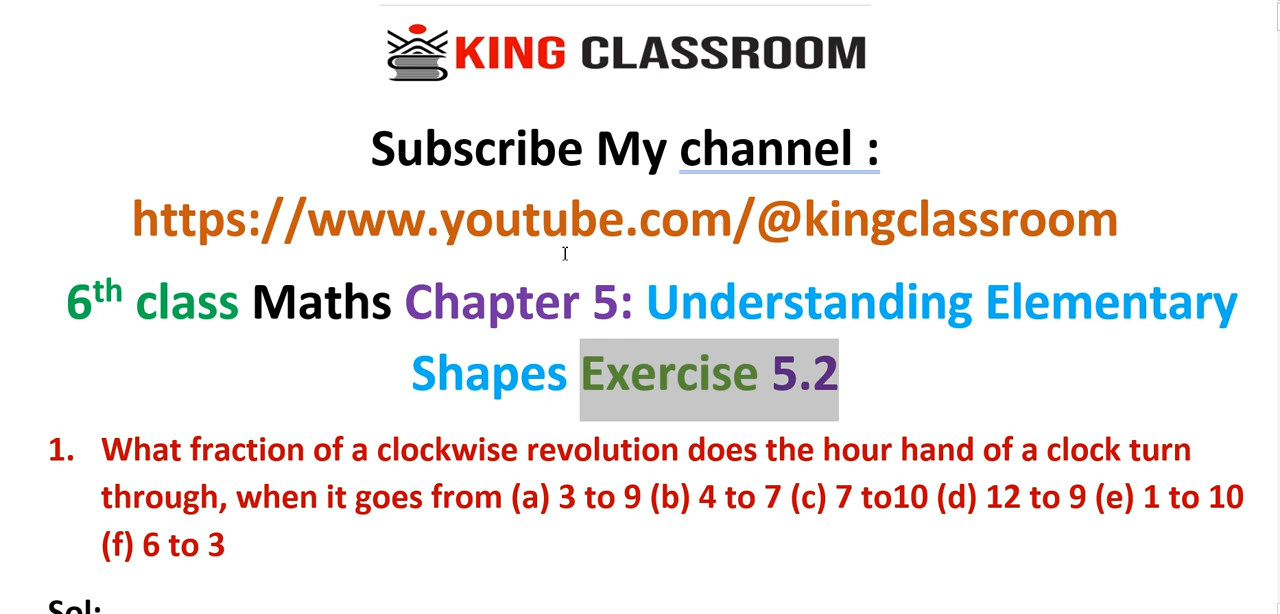 KING CLASSROOM
Subscribe My channel :
https://www.youtube.com/@kingclassroom
6th class Maths Chapter 5: Understanding Elementary
Shapes Exercise 5.2
1. What fraction of a clockwise revolution does the hour hand of a clock turn
through, when it goes from (a) 3 to 9 (b) 4 to 7 (c) 7 to10 (d) 12 to 9 (e) 1 to 10
(f) 6 to 3
Sol: